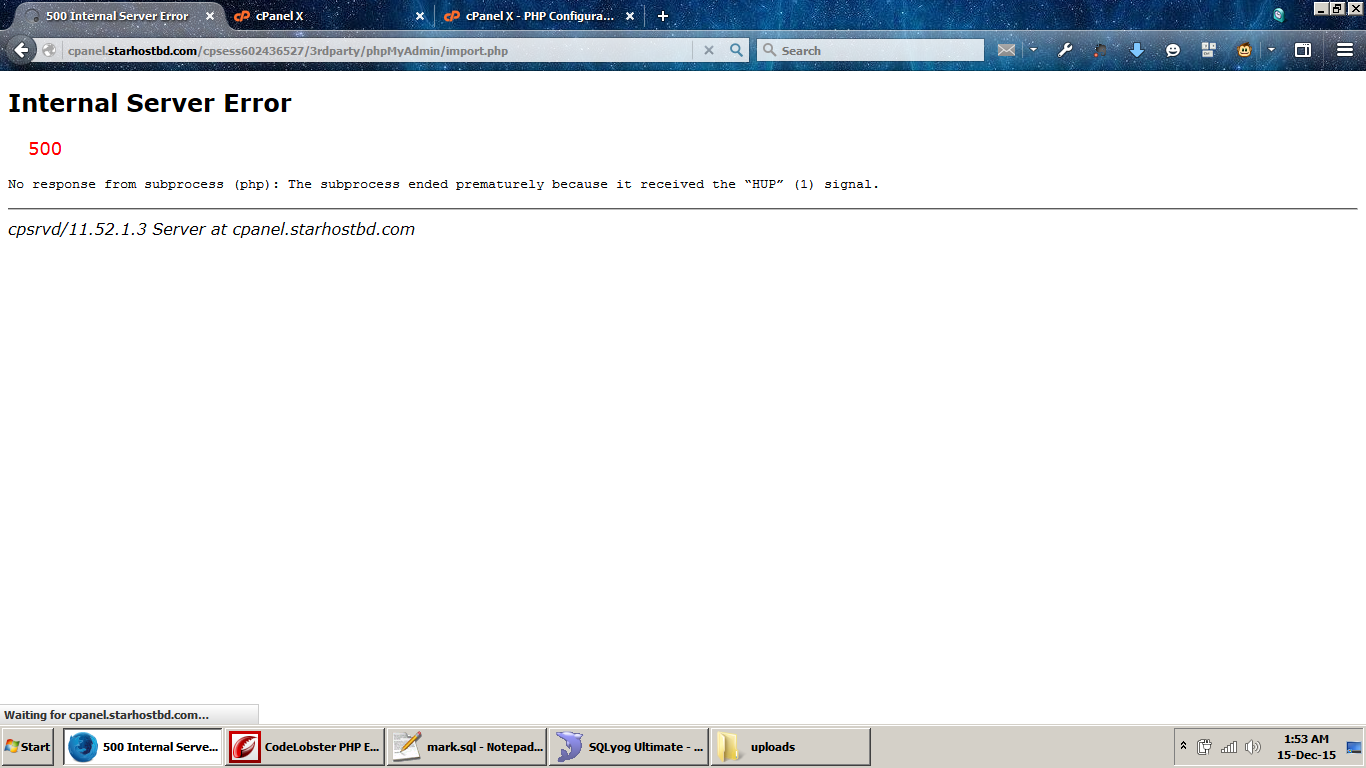 500 Internal Server Error
cPanel X
cPanel X - PHP Configura...
cpanel.starhostbd.com/cpsess602436527/3rdparty/phpMyAdmin/import.php
Search
Internal Server Error
500
No response from subprocess (php): The subprocess ended prematurely because it received the “HUP” (1) signal.
cpsrvd/11.52.1.3 Server at cpanel.starhostbd.com
Waiting for cpanel.starhostbd.com...
Start
500 Internal Serve...
CodeLobster PHP E...
mark.sql - Notepad...
SQLyog Ultimate - ...
uploads
1:53 AM
15-Dec-15